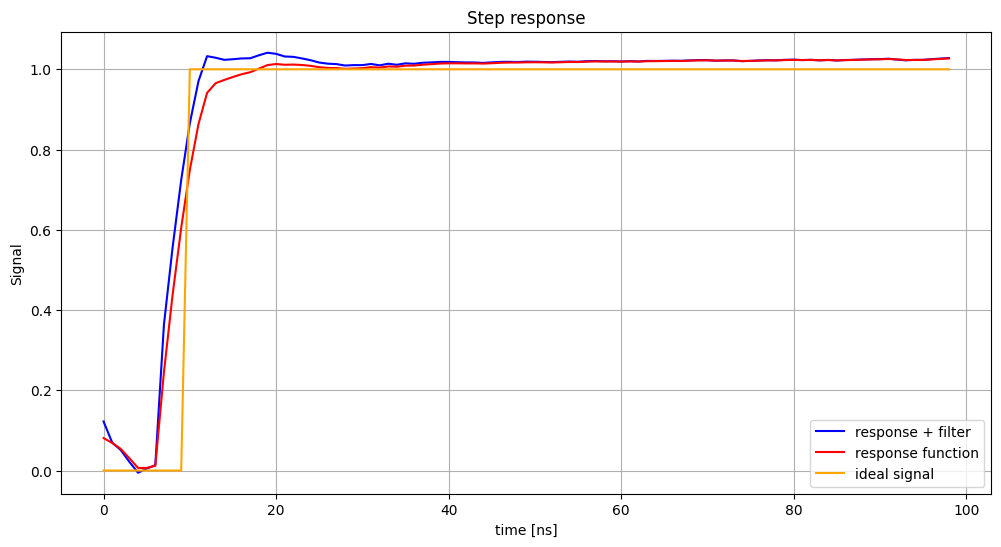 Step response
Signal
1.0
0.8
0.6
0.4
0.2
0.0
0 20 40 60 80 100
time [ns]
response + filter
response function
ideal signal